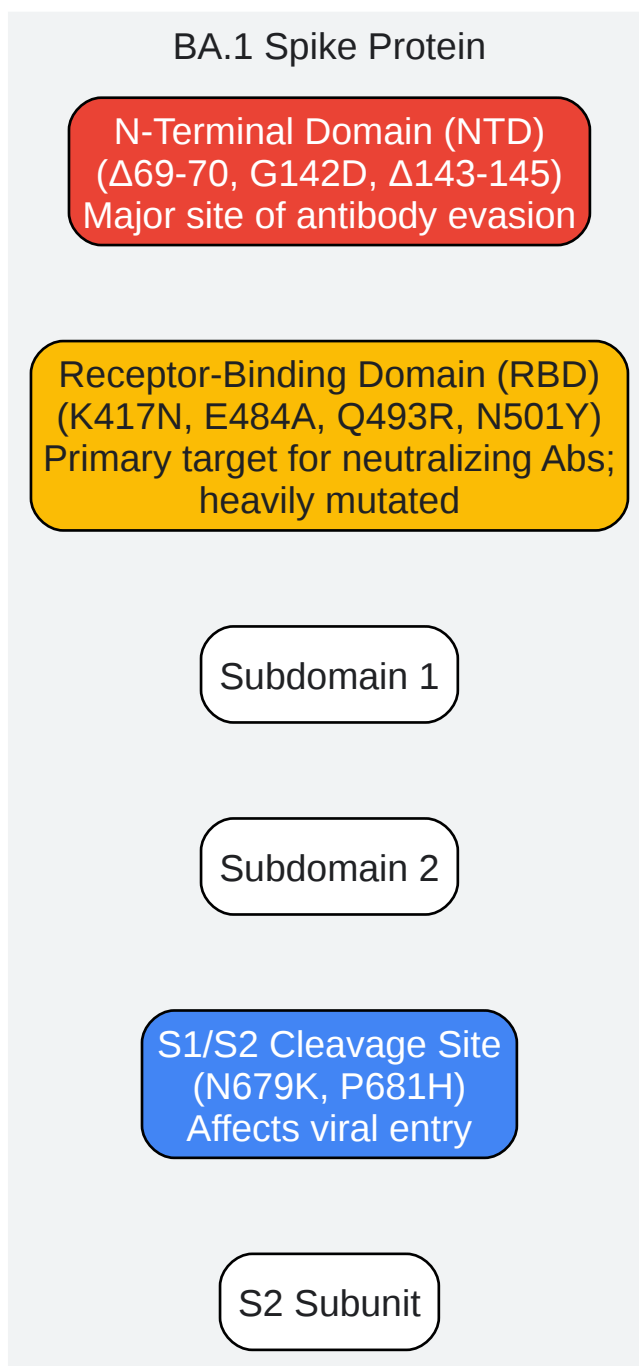 BA.1 Spike Protein
N-Terminal Domain (NTD)
(Δ69-70, G142D, Δ143-145)
Major site of antibody evasion
Receptor-Binding Domain (RBD)
(K417N, E484A, Q493R, N501Y)
Primary target for neutralizing Abs;
heavily mutated
Subdomain 1
Subdomain 2
S1/S2 Cleavage Site
(N679K, P681H)
Affects viral entry
S2 Subunit